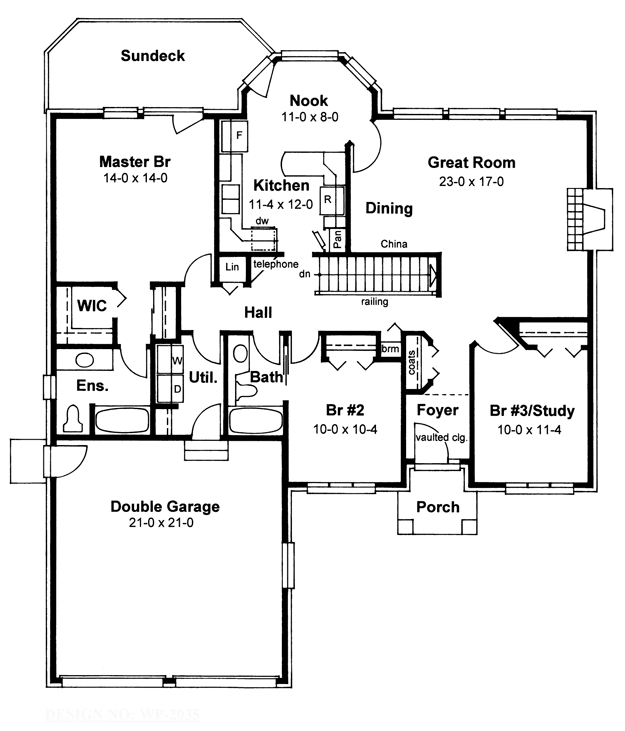 Sundeck
Nook
11-0 x 8-0
F
Master Br
14-0 x 14-0
Great Room
23-0 x 17-0
Kitchen
11-4 x 12-0
R
Dining
dw
Pan
China
Lin
telephone
dn
railing
WIC
Hall
brm
coats
W
D
Util.
Bath
Ens.
Br #2
10-0 x 10-4
Foyer
vaulted clg.
Br #3/Study
10-0 x 11-4
Double Garage
21-0 x 21-0
Porch
DESIGN NO: WP-2035